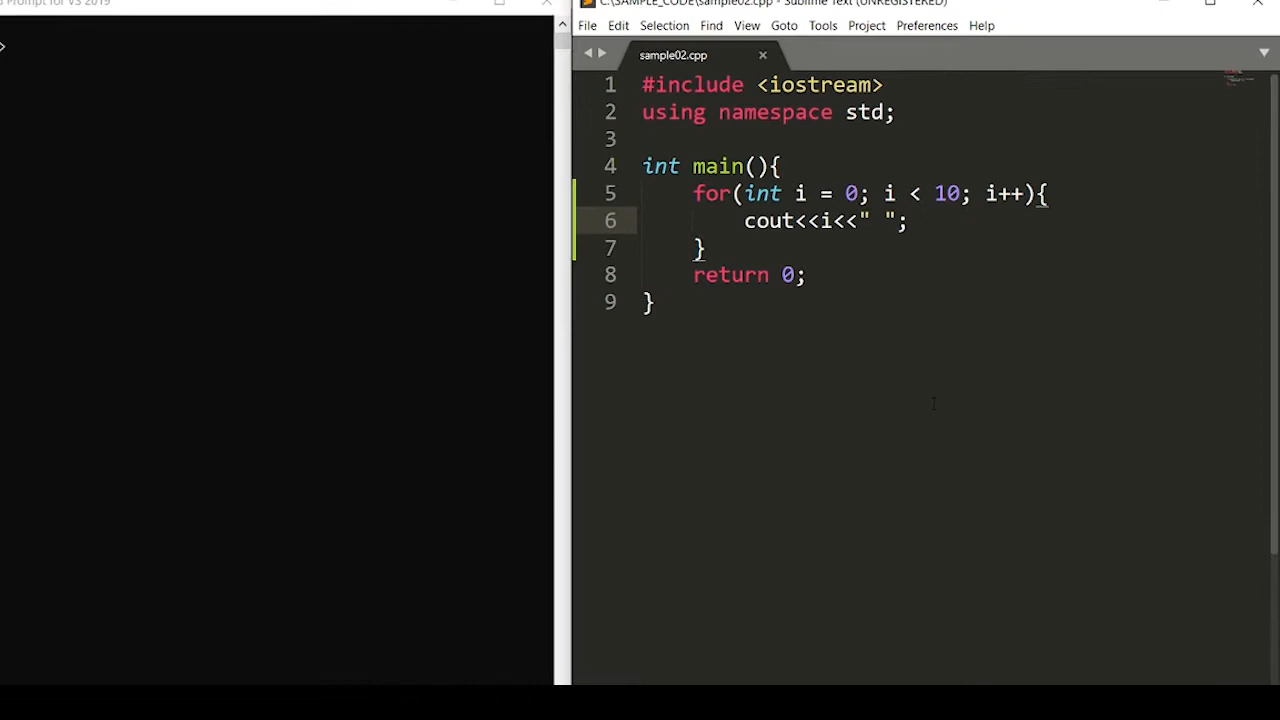 d Prompt for VS 2019
>
C:\SAMPLE_CODE\sample02.cpp - Sublime Text (UNREGISTERED)
File Edit Selection Find View Goto Tools Project Preferences Help
sample02.cpp
1 #include <iostream>
2 using namespace std;
3
4 int main(){
5     for(int i = 0; i < 10; i++){
6         cout<<i<<" ";
7     }
8     return 0;
9 }